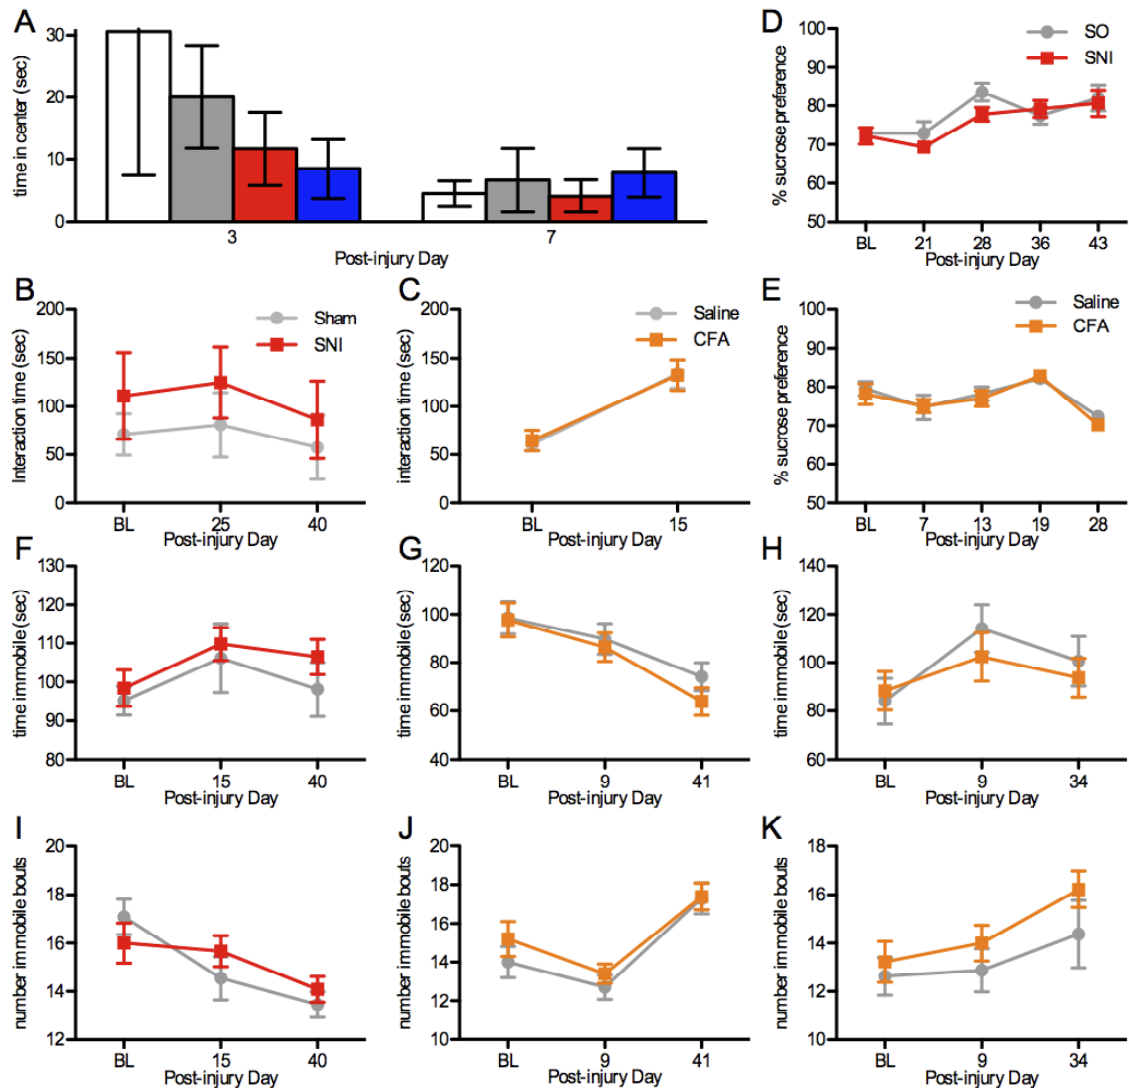 A
time in center (sec)
30
20
10
0
3
7
Post-injury Day
D
% sucrose preference
100
90
80
70
60
50
SO
SNI
BL
21
28
36
43
Post-injury Day
B
Interaction time (sec)
200
150
100
50
0
Sham
SNI
BL
25
40
Post-injury Day
C
interaction time (sec)
200
150
100
50
0
Saline
CFA
BL
15
Post-injury Day
E
% sucrose preference
100
90
80
70
60
50
Saline
CFA
BL
7
13
19
28
Post-injury Day
F
time immobile (sec)
130
120
110
100
90
80
BL
15
40
Post-injury Day
G
time immobile (sec)
120
100
80
60
40
BL
9
41
Post-injury Day
H
time immobile (sec)
140
120
100
80
60
BL
9
34
Post-injury Day
I
number immobile bouts
20
18
16
14
12
BL
15
40
Post-injury Day
J
number immobile bouts
20
18
16
14
12
10
BL
9
41
Post-injury Day
K
number immobile bouts
18
16
14
12
10
BL
9
34
Post-injury Day